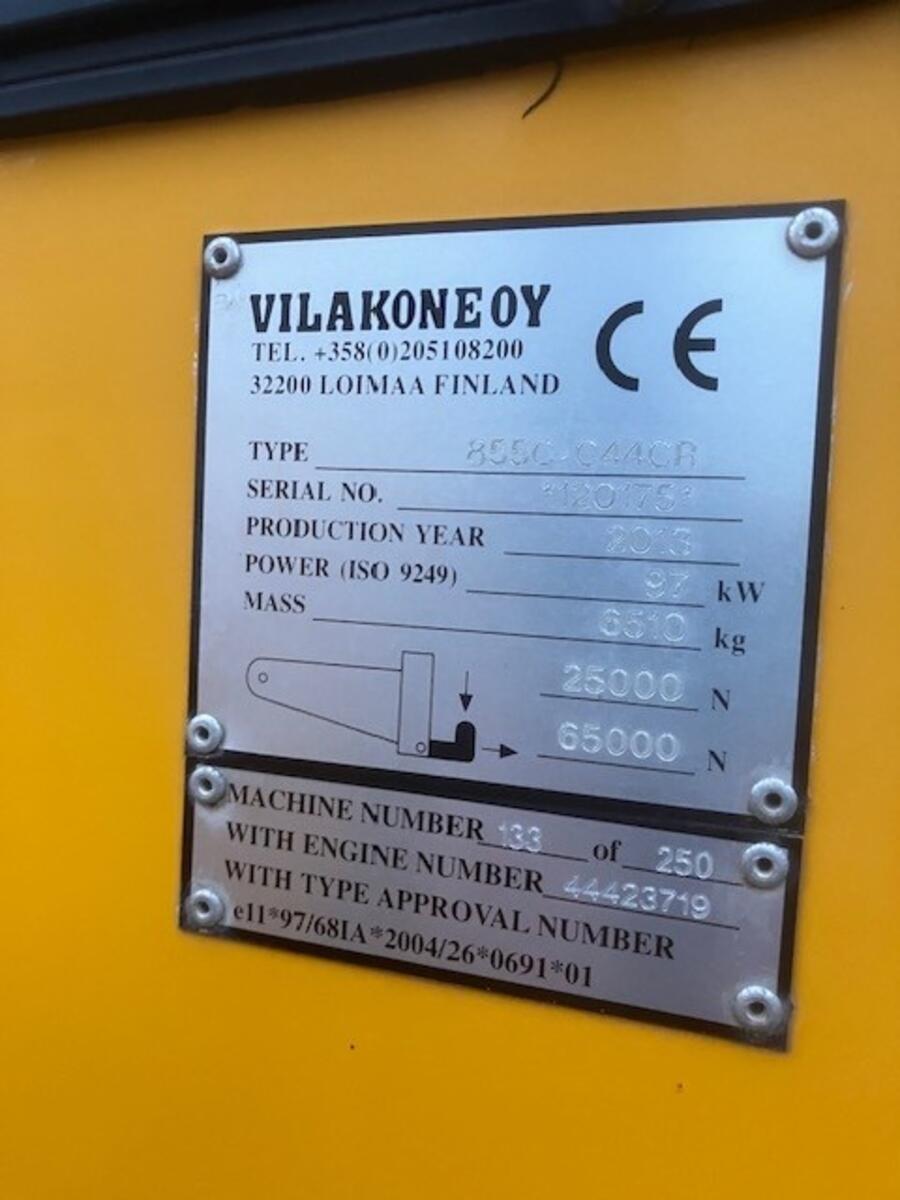 VILAKONE OY
TEL. +358(0)205108200
32200 LOIMAA FINLAND
CE
TYPE 855C-C44CR
SERIAL NO. *1120175*
PRODUCTION YEAR 2013
POWER (ISO 9249) 97 kW
MASS 6510 kg
25000 N
65000 N
MACHINE NUMBER 133 of 250
WITH ENGINE NUMBER 44423719
WITH TYPE APPROVAL NUMBER
e11*97/68IA*2004/26*0691*01